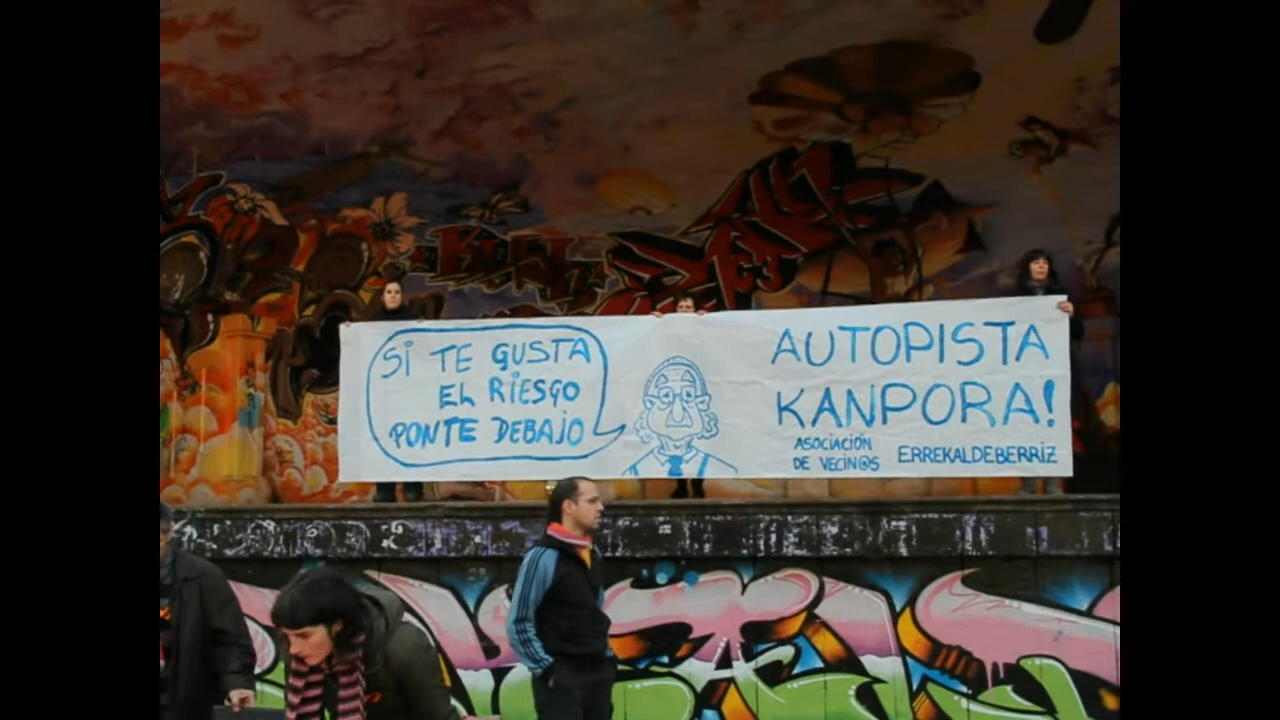 Si TE GUSTA
EL RiESGO
PONTE DEBAJO
AUTOPISTA
KANPORA!
ASOCIACIÓN
DE VECIN@S ERREKALDEBERRIZ